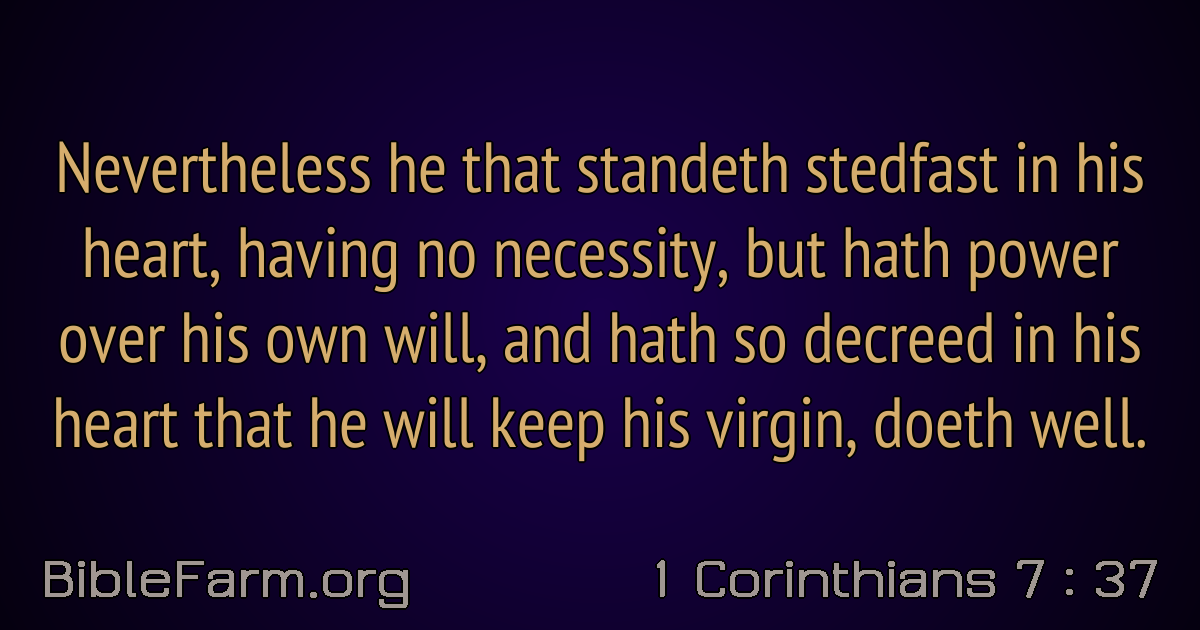 Nevertheless he that standeth stedfast in his
heart, having no necessity, but hath power
over his own will, and hath so decreed in his
heart that he will keep his virgin, doeth well.
BibleFarm.org
1 Corinthians 7 : 37